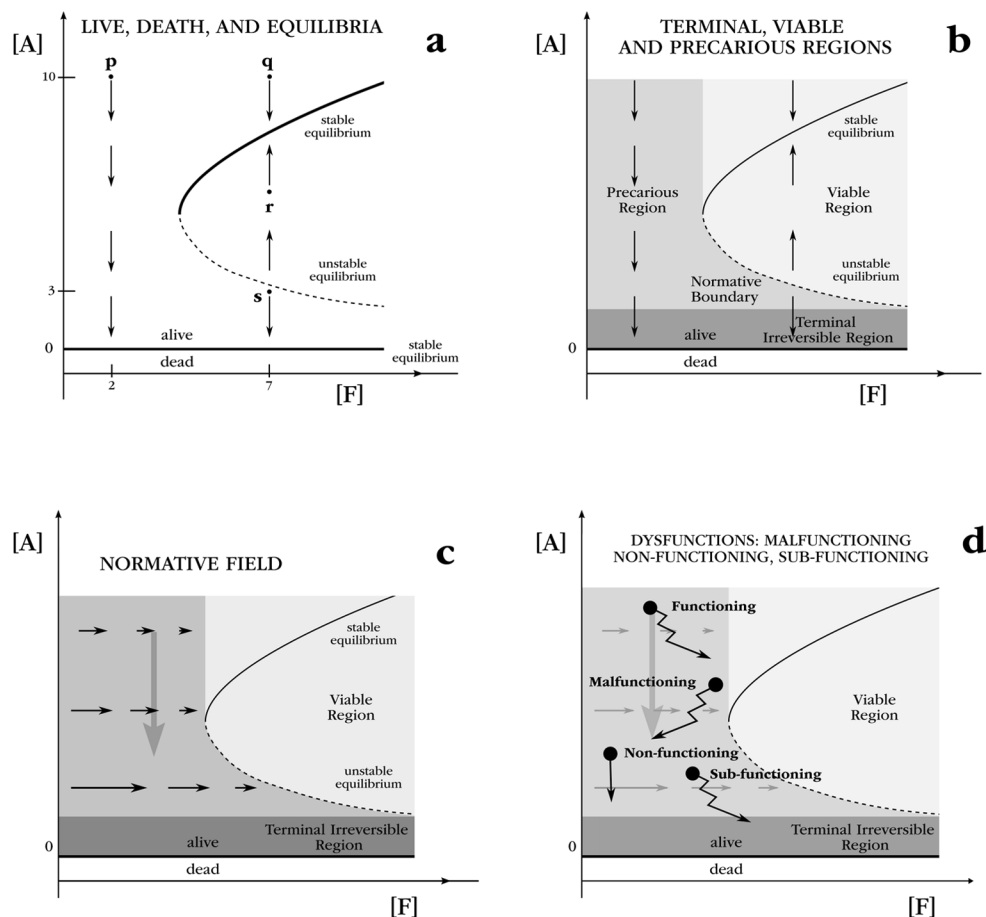 LIVE, DEATH, AND EQUILIBRIA
a
[A]
p
q
10
stable
equilibrium
r
unstable
equilibrium
3
s
alive
0
dead
stable
equilibrium
2
7
[F]
TERMINAL, VIABLE
AND PRECARIOUS REGIONS
b
[A]
stable
equilibrium
Precarious
Region
Viable
Region
unstable
equilibrium
Normative
Boundary
Terminal
Irreversible Region
alive
0
dead
[F]
NORMATIVE FIELD
c
[A]
stable
equilibrium
Viable
Region
unstable
equilibrium
Terminal Irreversible
Region
alive
0
dead
[F]
DYSFUNCTIONS: MALFUNCTIONING
NON-FUNCTIONING, SUB-FUNCTIONING
d
[A]
Functioning
Malfunctioning
Viable
Region
Non-functioning
Sub-functioning
Terminal Irreversible
Region
alive
0
dead
[F]